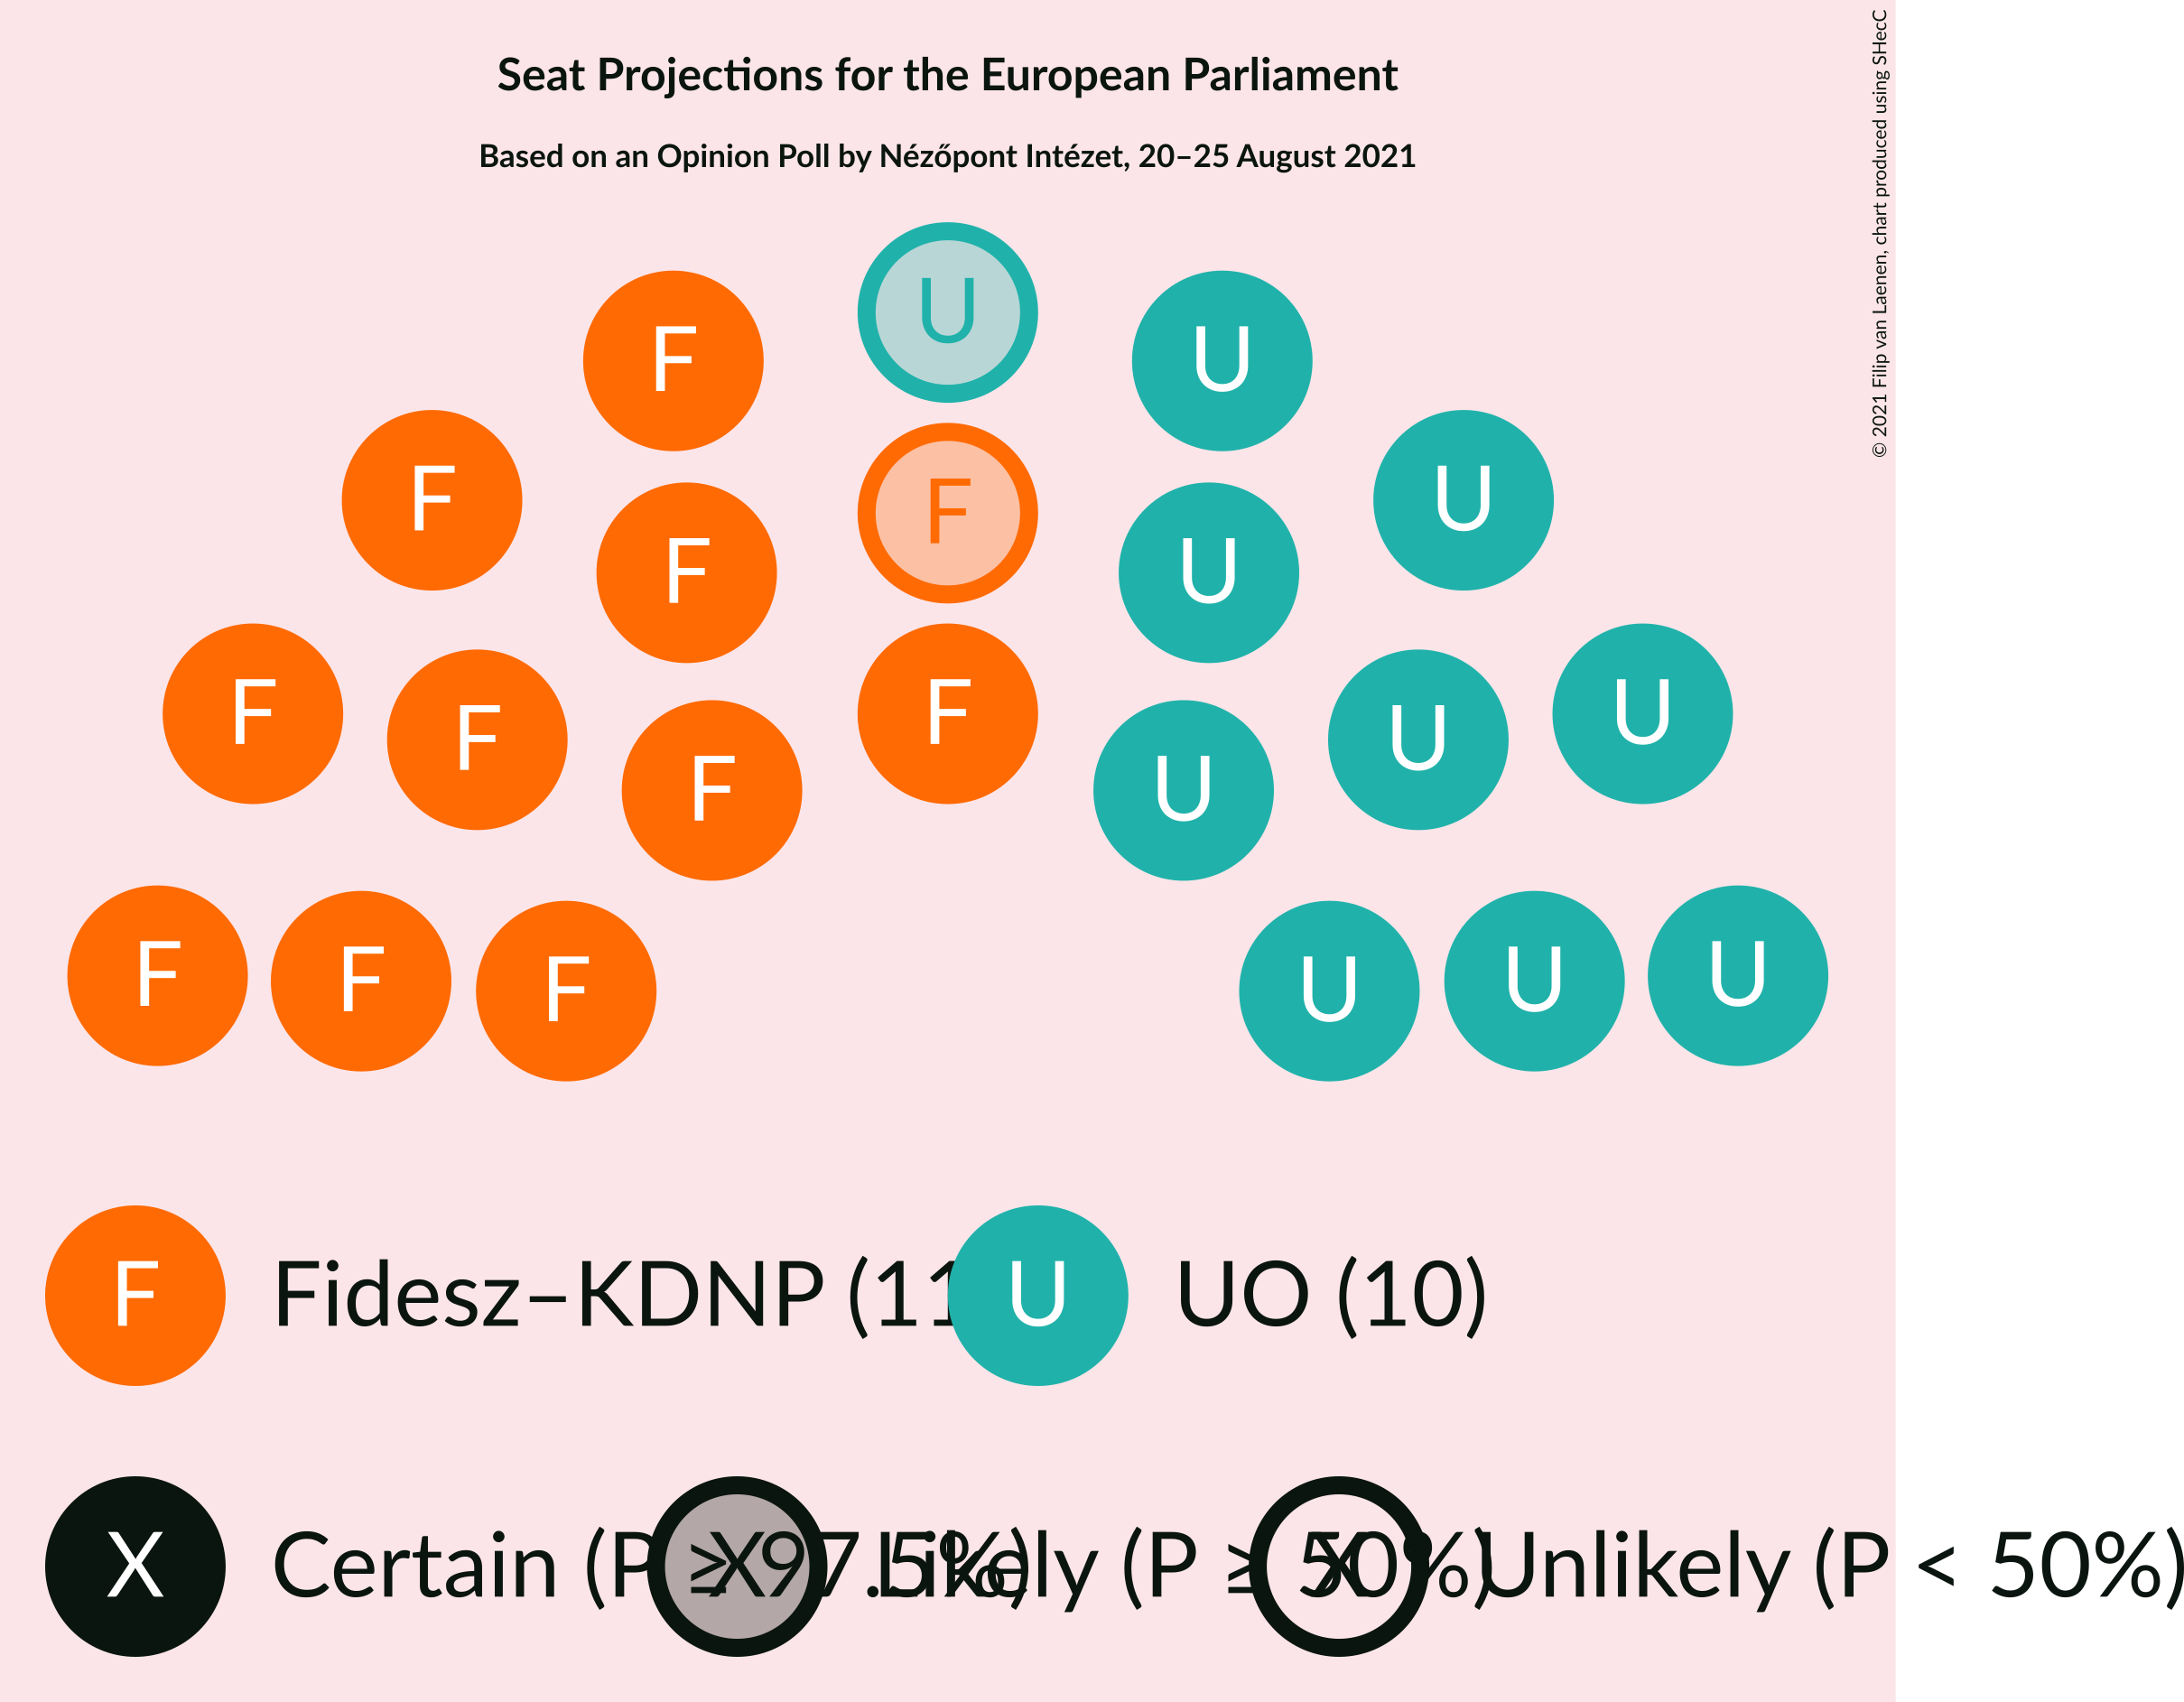 Seat Projections for the European Parliament
Based on an Opinion Poll by Nézőpont Intézet, 20–25 August 2021
© 2021 Filip van Laenen, chart produced using SHecC
U
F U
F F U
F U
F F U U
F F U U
F F F U U U
F Fidesz–KDNP (11 U UO (10)
X Certain (P ≥ 97.5%) X Likely (P ≥ 50%) X Unlikely (P < 50%)